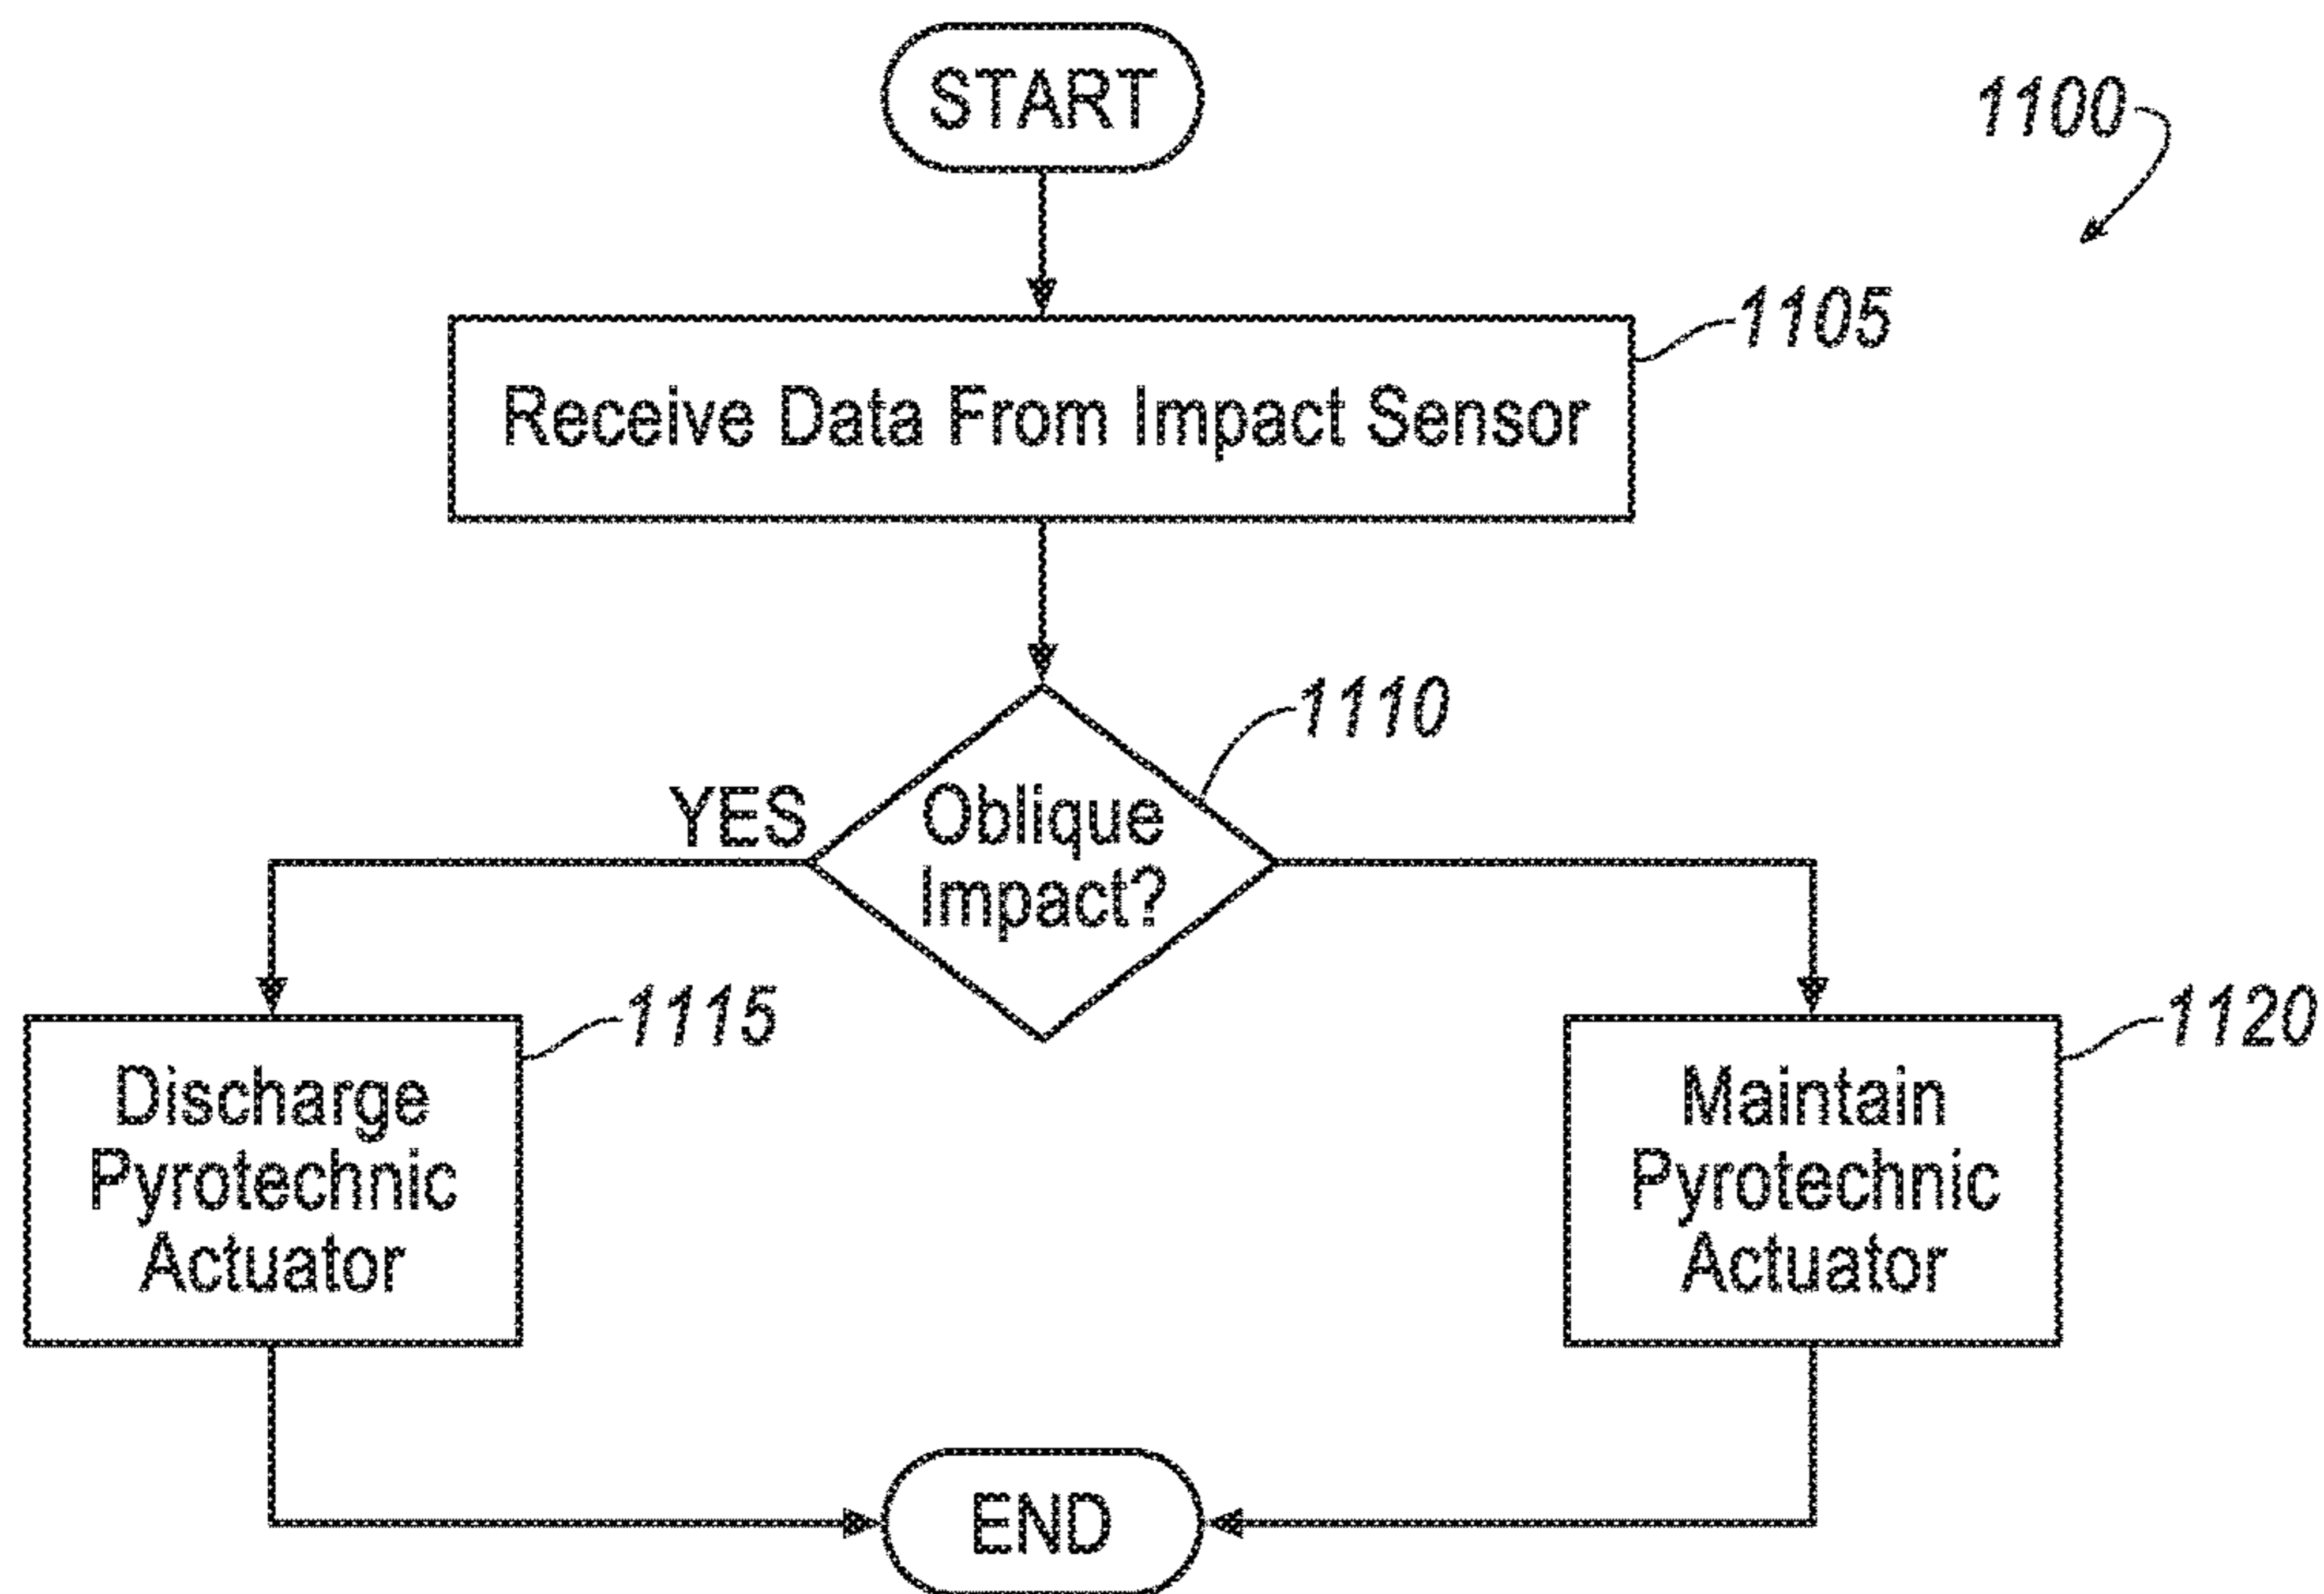 START
1100
1105
Receive Data From Impact Sensor
1110
YES
Oblique
Impact?
1115
1120
Discharge
Pyrotechnic
Actuator
Maintain
Pyrotechnic
Actuator
END